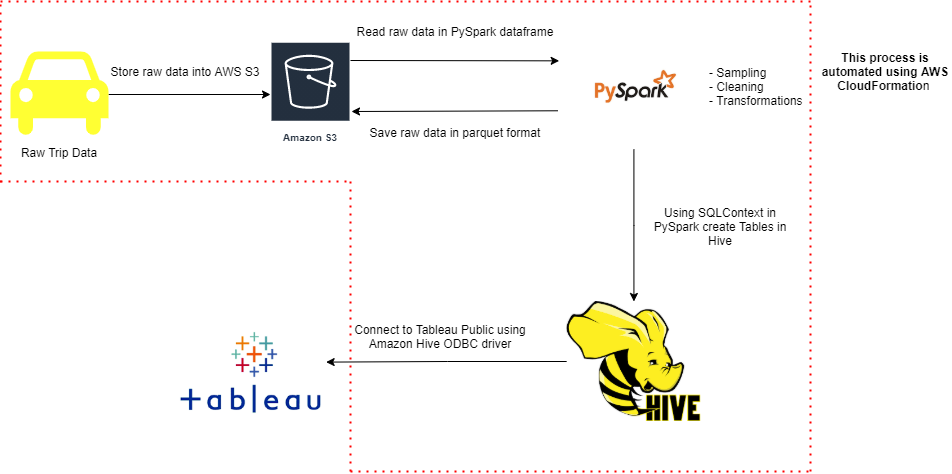 Read raw data in PySpark dataframe
Store raw data into AWS S3
This process is
automated using AWS
CloudFormation
PySpark
- Sampling
- Cleaning
- Transformations
Amazon S3
Save raw data in parquet format
Raw Trip Data
Using SQLContext in
PySpark create Tables in
Hive
Connect to Tableau Public using
Amazon Hive ODBC driver
+ableau
HIVE